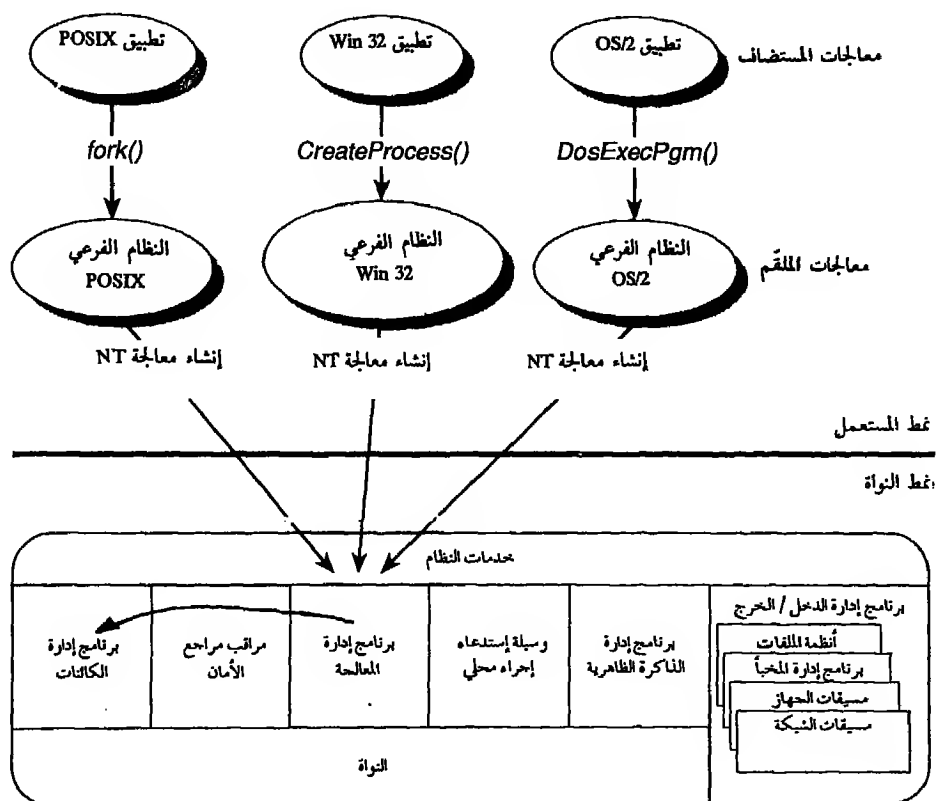 تطبيق POSIX
تطبيق Win 32
تطبيق OS/2
معالجات المستضاف
fork()
CreateProcess()
DosExecPgm()
النظام الفرعي
POSIX
النظام الفرعي
Win 32
النظام الفرعي
OS/2
معالجات الملقّم
إنشاء معالجة NT
إنشاء معالجة NT
إنشاء معالجة NT
نمط المستعمل
نمط النواة
خدمات النظام
برنامج إدارة
الكائنات
مراقب مراجع
الأمان
برنامج إدارة
المعالجة
وسيلة إستدعاء
إجراء محلي
برنامج إدارة
الذاكرة الظاهرية
برنامج إدارة الدخل / الخرج
أنظمة الملفات
برنامج إدارة المخبأ
مسيقات الجهاز
مسيقات الشبكة
النواة